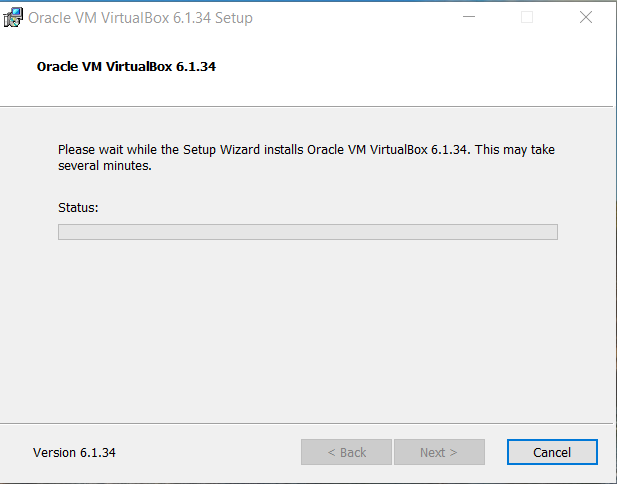 Oracle VM VirtualBox 6.1.34 Setup
Oracle VM VirtualBox 6.1.34
Please wait while the Setup Wizard installs Oracle VM VirtualBox 6.1.34. This may take
several minutes.
Status:
Version 6.1.34
< Back
Next >
Cancel